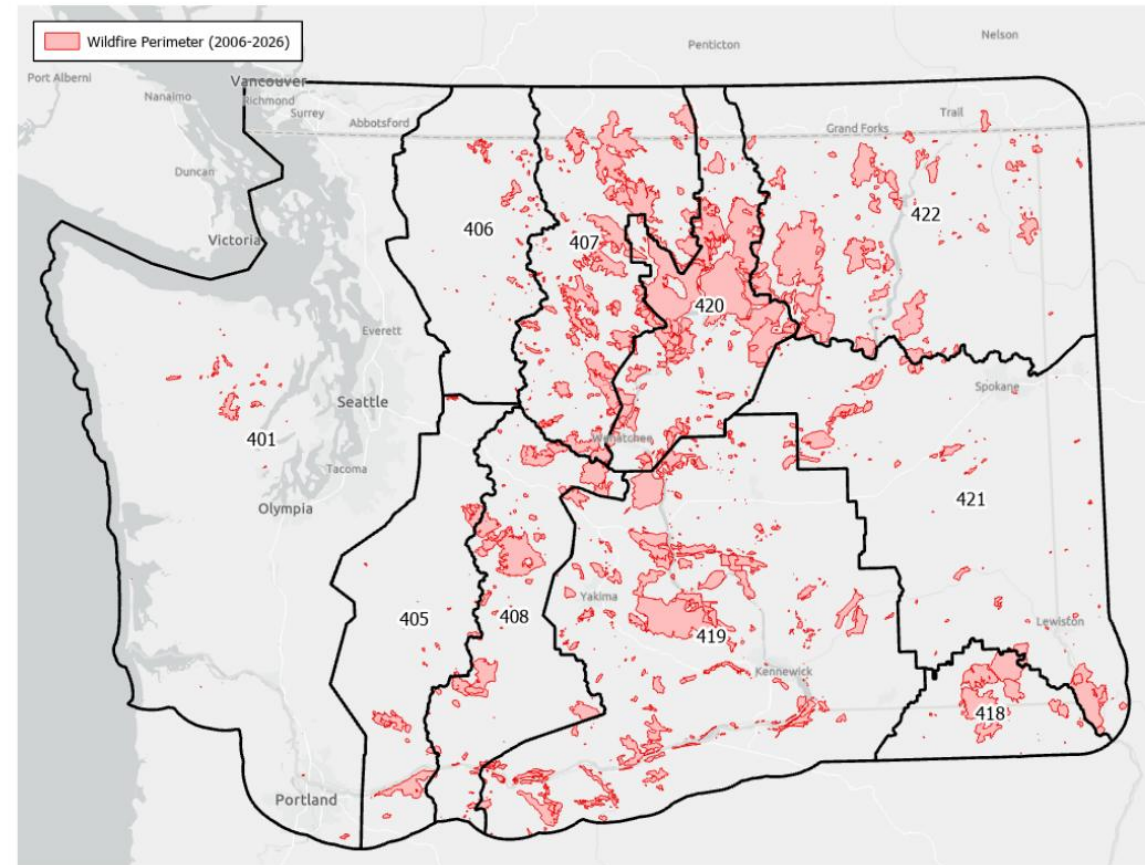 Wildfire Perimeter (2006-2026)
Nelson
Penticton
Port Alberni
Vancouver
Nanaimo
Richmond
Surrey
Abbotsford
Trail
Grand Forks
Duncan
Victoria
406
407
422
420
Everett
Seattle
401
Spokane
Wenatchee
Tacoma
Olympia
421
Yakima
405
408
419
Lewiston
Kennewick
418
Portland